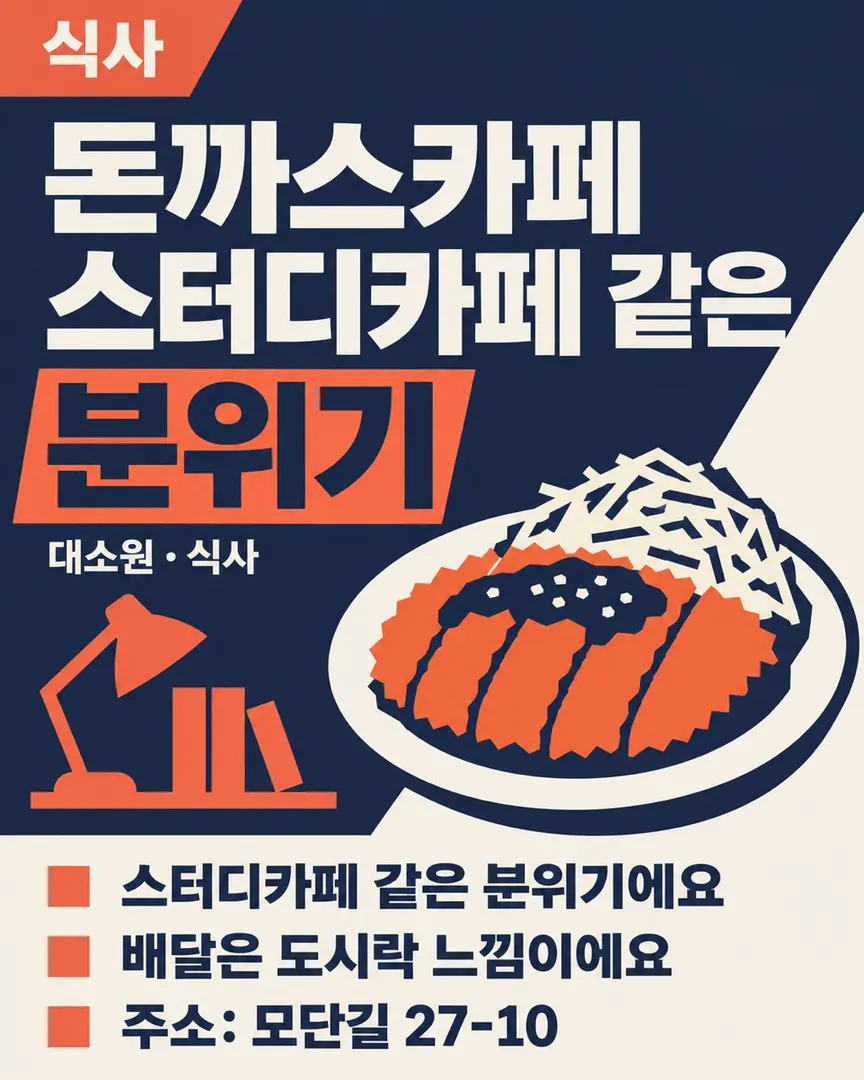 식사
돈까스카페
스터디카페 같은
분위기
대소원 · 식사
스터디카페 같은 분위기에요
배달은 도시락 느낌이에요
주소: 모단길 27-10